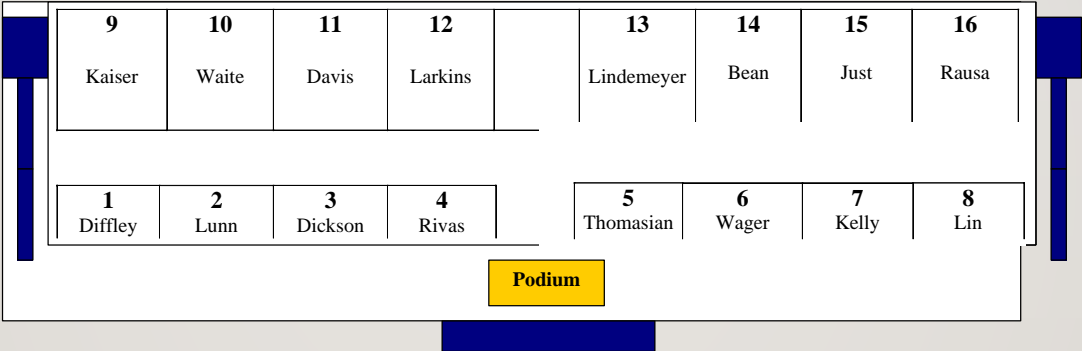 9 10 11 12 13 14 15 16
Kaiser Waite Davis Larkins Lindemeyer Bean Just Rausa
1 2 3 4 5 6 7 8
Diffley Lunn Dickson Rivas Thomasian Wager Kelly Lin
Podium